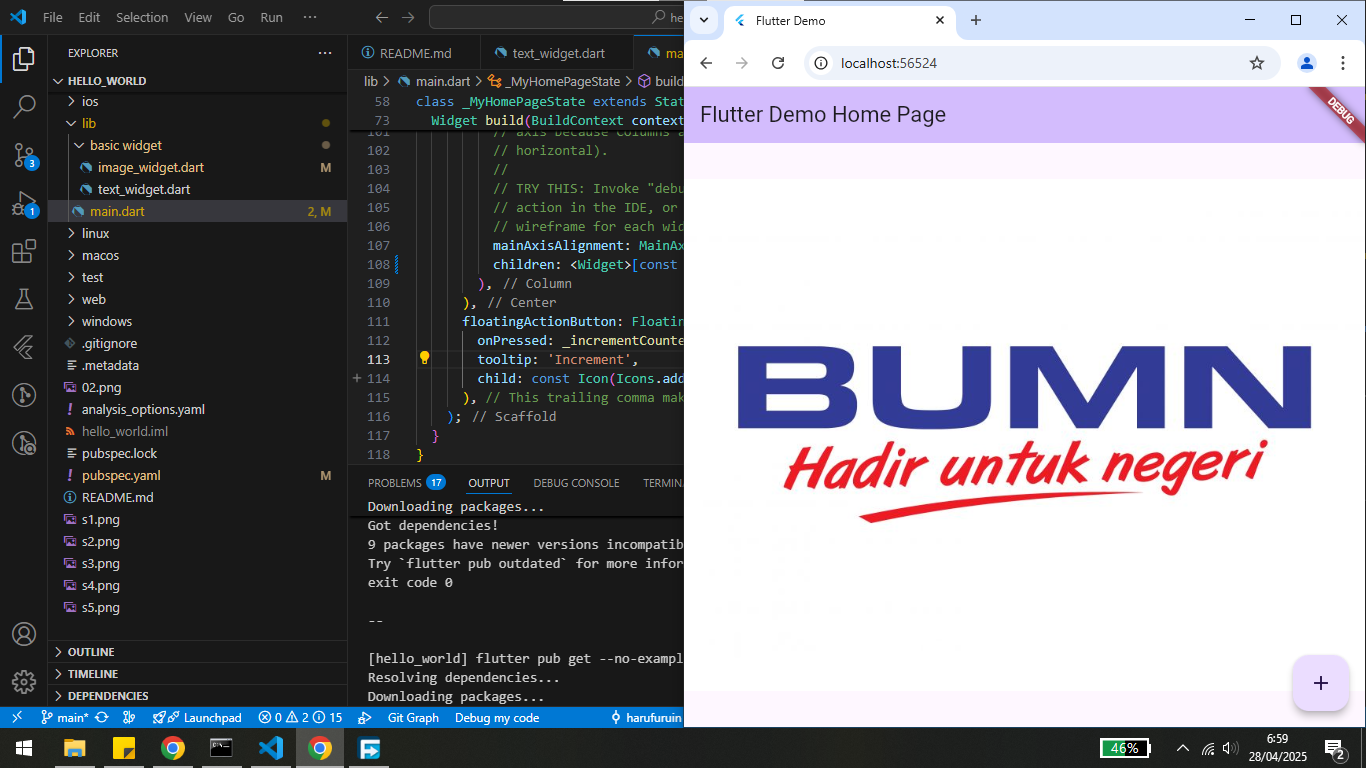 File Edit Selection View Go Run ···
he
EXPLORER ···
HELLO_WORLD
ios
lib
basic widget
image_widget.dart M
text_widget.dart
main.dart 2, M
linux
macos
test
web
windows
.gitignore
.metadata
02.png
analysis_options.yaml
hello_world.iml
pubspec.lock
pubspec.yaml M
README.md
s1.png
s2.png
s3.png
s4.png
s5.png
OUTLINE
TIMELINE
DEPENDENCIES
3
1
README.md text_widget.dart ma
lib > main.dart > _MyHomePageState > build
58 class _MyHomePageState extends Stat
73 Widget build(BuildContext context
101 // axis because Columns a
102 // horizontal).
103 //
104 // TRY THIS: Invoke "debu
105 // action in the IDE, or
106 // wireframe for each wid
107 mainAxisAlignment: MainAx
108 children: <Widget>[const
109 ), // Column
110 ), // Center
111 floatingActionButton: Floatin
112 onPressed: _incrementCounte
113 tooltip: 'Increment',
114 child: const Icon(Icons.add
115 ), // This trailing comma mak
116 ); // Scaffold
117 }
118 }
PROBLEMS 17 OUTPUT DEBUG CONSOLE TERMIN
Downloading packages...
Got dependencies!
9 packages have newer versions incompatib
Try `flutter pub outdated` for more infor
exit code 0
--
[hello_world] flutter pub get --no-exampl
Resolving dependencies...
Downloading packages...
main* Launchpad 0 2 15 Git Graph Debug my code harufuruin
Flutter Demo
localhost:56524
Flutter Demo Home Page
DEBUG
BUMN
Hadir untuk negeri
+
46%
6:59
28/04/2025
2